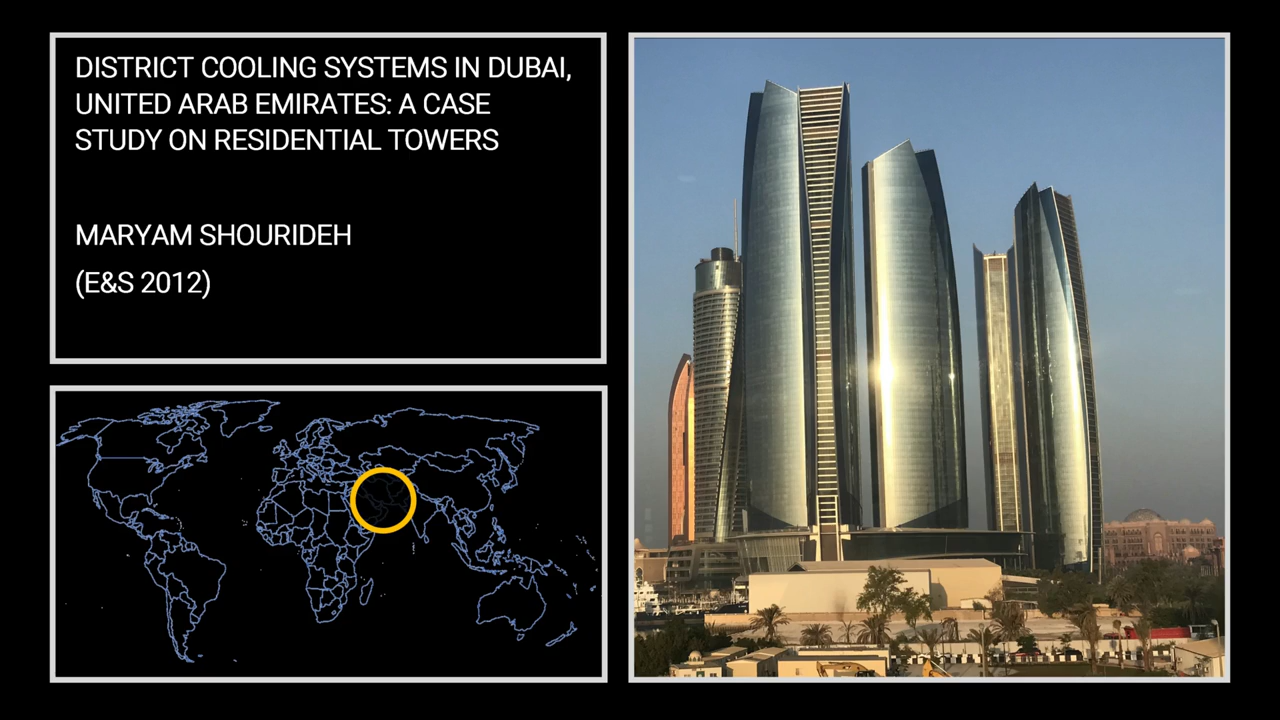 DISTRICT COOLING SYSTEMS IN DUBAI,
UNITED ARAB EMIRATES: A CASE
STUDY ON RESIDENTIAL TOWERS
MARYAM SHOURIDEH
(E&S 2012)